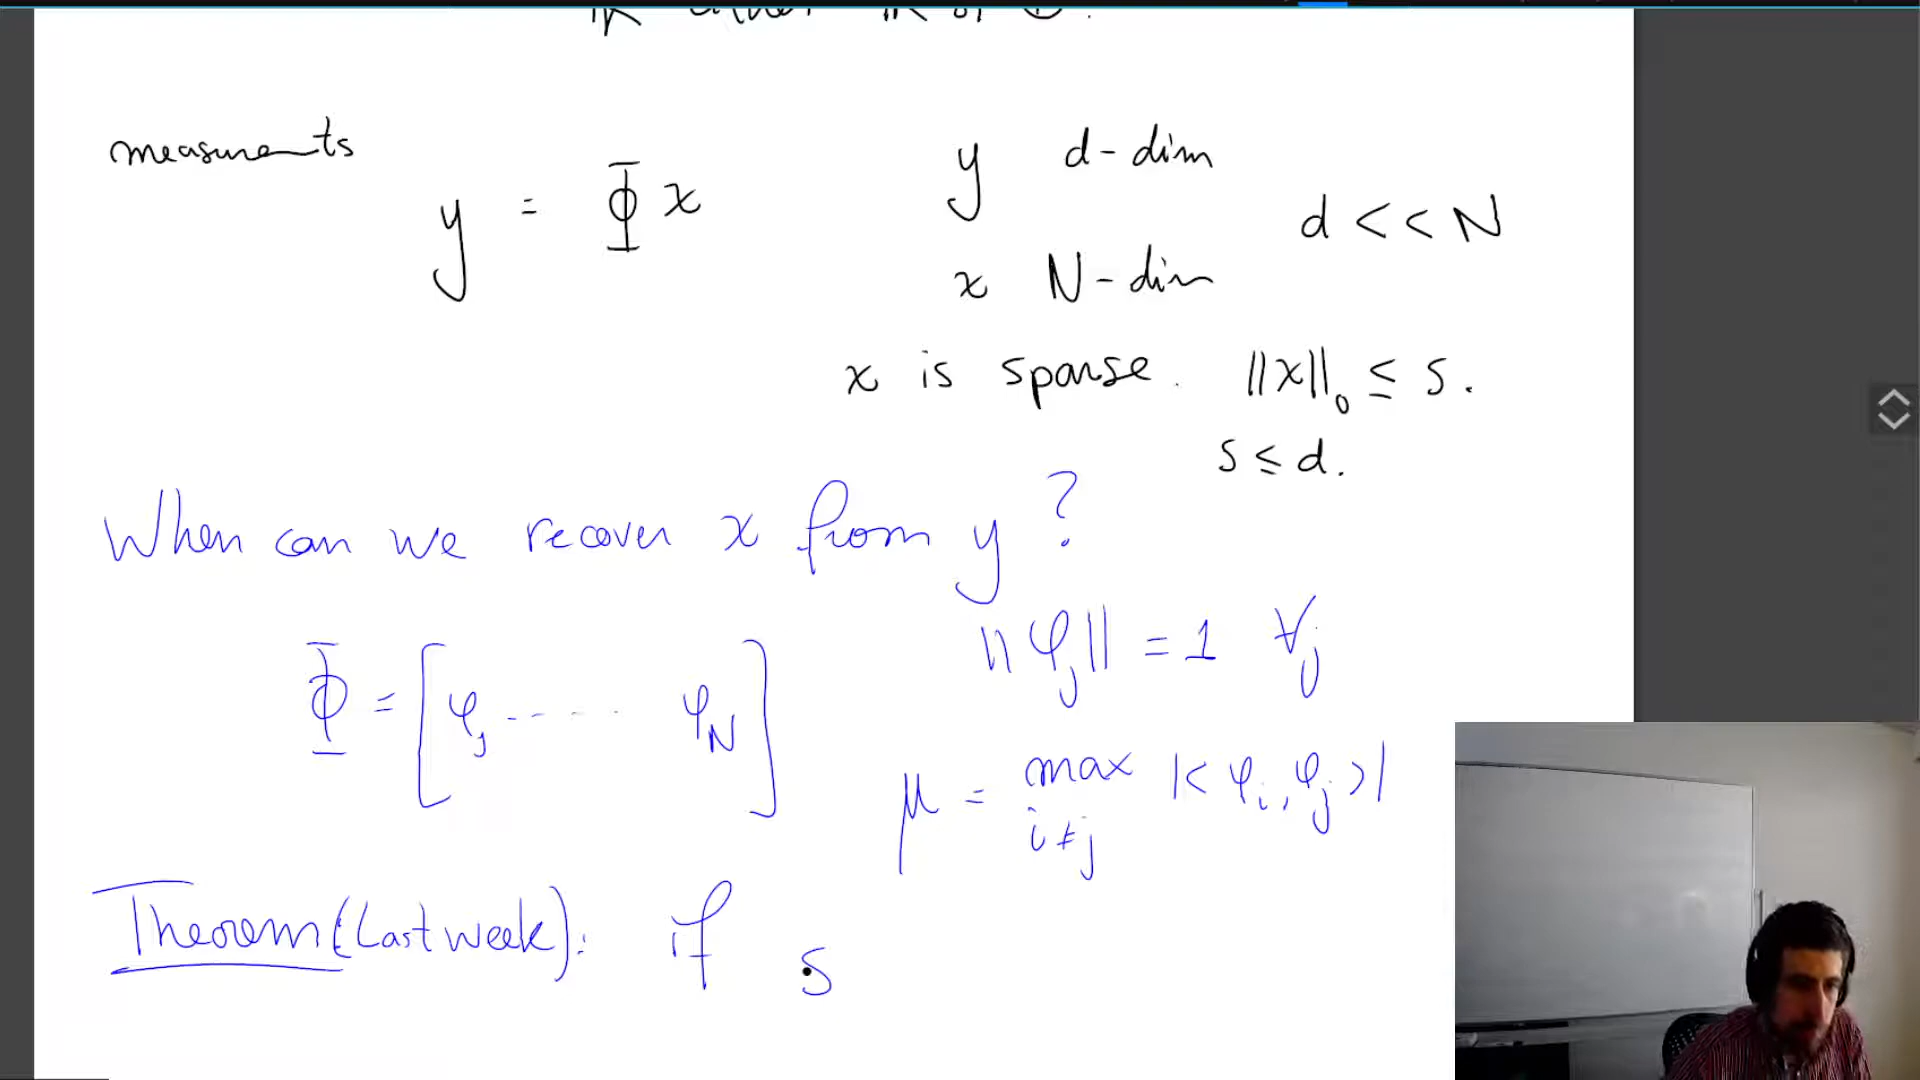 measurements
y = Φx
y d-dim
x N-dim
d << N
x is sparse. ||x||₀ ≤ s.
s ≤ d.
When can we recover x from y?
Φ = [φ₁ ---- φ_N]
||φⱼ|| = 1 ∀ⱼ
μ = max |< φᵢ, φⱼ >|
i≠j
Theorem (Last week): if s